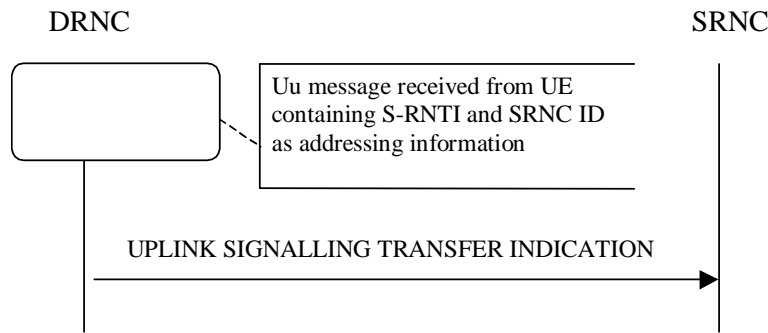 DRNC
SRNC
Uu message received from UE
containing S-RNTI and SRNC ID
as addressing information
UPLINK SIGNALLING TRANSFER INDICATION